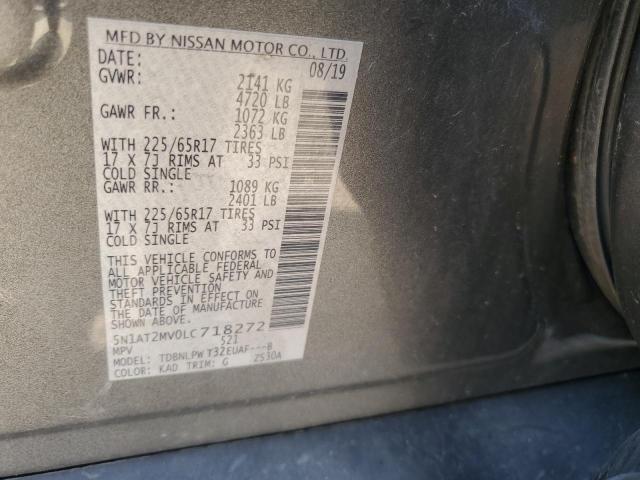 MFD BY NISSAN MOTOR CO., LTD.
DATE: 08/19
GVWR: 2141 KG
4720 LB
GAWR FR.: 1072 KG
2363 LB
WITH 225/65R17 TIRES
17 X 7J RIMS AT 33 PSI
COLD SINGLE
GAWR RR.: 1089 KG
2401 LB
WITH 225/65R17 TIRES
17 X 7J RIMS AT 33 PSI
COLD SINGLE
THIS VEHICLE CONFORMS TO
ALL APPLICABLE FEDERAL
MOTOR VEHICLE SAFETY AND
THEFT PREVENTION
STANDARDS IN EFFECT ON
THE DATE OF MANUFACTURE
SHOWN ABOVE.
5N1AT2MV0LC718272
MPV 521
MODEL: TDBNLPW T32EUAF---B
COLOR: KAD TRIM: G 2S30A